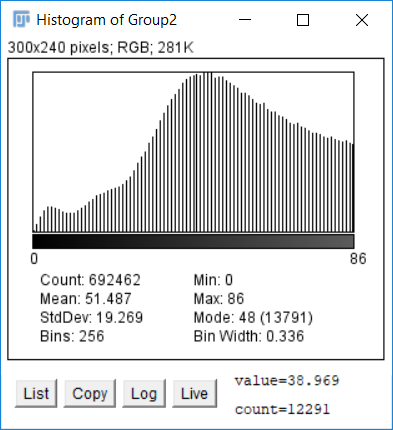 Histogram of Group2
300x240 pixels; RGB; 281K
0 86
Count: 692462 Min: 0
Mean: 51.487 Max: 86
StdDev: 19.269 Mode: 48 (13791)
Bins: 256 Bin Width: 0.336
List Copy Log Live value=38.969
count=12291